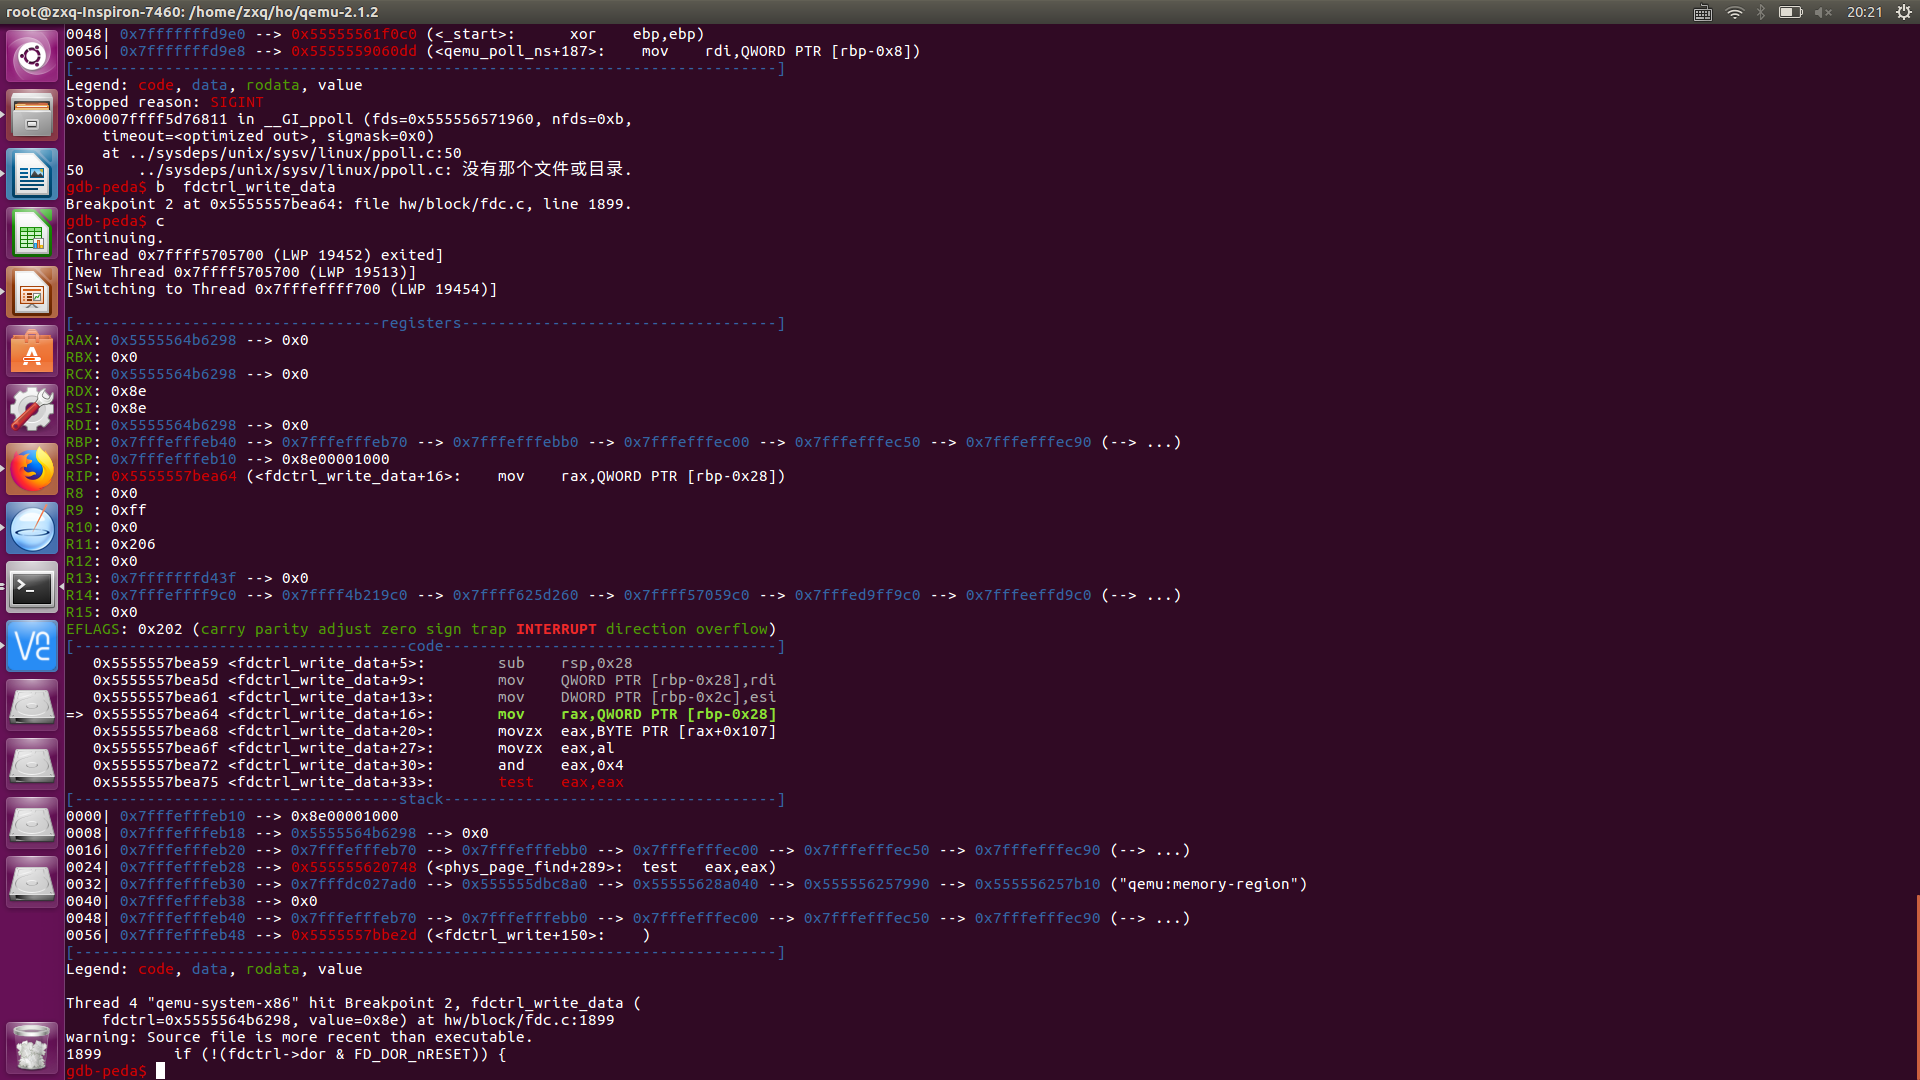 root@zxq-Inspiron-7460: /home/zxq/ho/qemu-2.1.2
20:21
0048| 0x7fffffffd9e0 --> 0x55555561f0c0 (<_start>:      xor    ebp,ebp)
0056| 0x7fffffffd9e8 --> 0x5555559060dd (<qemu_poll_ns+187>:    mov    rdi,QWORD PTR [rbp-0x8])
[------------------------------------------------------------------------------]
Legend: code, data, rodata, value
Stopped reason: SIGINT
0x00007ffff5d76811 in __GI_ppoll (fds=0x555556571960, nfds=0xb,
    timeout=<optimized out>, sigmask=0x0)
    at ../sysdeps/unix/sysv/linux/ppoll.c:50
50      ../sysdeps/unix/sysv/linux/ppoll.c: 没有那个文件或目录.
gdb-peda$ b  fdctrl_write_data
Breakpoint 2 at 0x5555557bea64: file hw/block/fdc.c, line 1899.
gdb-peda$ c
Continuing.
[Thread 0x7ffff5705700 (LWP 19452) exited]
[New Thread 0x7ffff5705700 (LWP 19513)]
[Switching to Thread 0x7fffeffff700 (LWP 19454)]
[----------------------------------registers-----------------------------------]
RAX: 0x5555564b6298 --> 0x0
RBX: 0x0
RCX: 0x5555564b6298 --> 0x0
RDX: 0x8e
RSI: 0x8e
RDI: 0x5555564b6298 --> 0x0
RBP: 0x7fffefffeb40 --> 0x7fffefffeb70 --> 0x7fffefffebb0 --> 0x7fffefffec00 --> 0x7fffefffec50 --> 0x7fffefffec90 (--> ...)
RSP: 0x7fffefffeb10 --> 0x8e00001000
RIP: 0x5555557bea64 (<fdctrl_write_data+16>:    mov    rax,QWORD PTR [rbp-0x28])
R8 : 0x0
R9 : 0xff
R10: 0x0
R11: 0x206
R12: 0x0
R13: 0x7fffffffd43f --> 0x0
R14: 0x7fffeffff9c0 --> 0x7ffff4b219c0 --> 0x7ffff625d260 --> 0x7ffff57059c0 --> 0x7fffed9ff9c0 --> 0x7fffeeffd9c0 (--> ...)
R15: 0x0
EFLAGS: 0x202 (carry parity adjust zero sign trap INTERRUPT direction overflow)
[-------------------------------------code-------------------------------------]
   0x5555557bea59 <fdctrl_write_data+5>:        sub    rsp,0x28
   0x5555557bea5d <fdctrl_write_data+9>:        mov    QWORD PTR [rbp-0x28],rdi
   0x5555557bea61 <fdctrl_write_data+13>:       mov    DWORD PTR [rbp-0x2c],esi
=> 0x5555557bea64 <fdctrl_write_data+16>:       mov    rax,QWORD PTR [rbp-0x28]
   0x5555557bea68 <fdctrl_write_data+20>:       movzx  eax,BYTE PTR [rax+0x107]
   0x5555557bea6f <fdctrl_write_data+27>:       movzx  eax,al
   0x5555557bea72 <fdctrl_write_data+30>:       and    eax,0x4
   0x5555557bea75 <fdctrl_write_data+33>:       test   eax,eax
[------------------------------------stack-------------------------------------]
0000| 0x7fffefffeb10 --> 0x8e00001000
0008| 0x7fffefffeb18 --> 0x5555564b6298 --> 0x0
0016| 0x7fffefffeb20 --> 0x7fffefffeb70 --> 0x7fffefffebb0 --> 0x7fffefffec00 --> 0x7fffefffec50 --> 0x7fffefffec90 (--> ...)
0024| 0x7fffefffeb28 --> 0x555555620748 (<phys_page_find+289>:  test   eax,eax)
0032| 0x7fffefffeb30 --> 0x7fffdc027ad0 --> 0x555555dbc8a0 --> 0x55555628a040 --> 0x555556257990 --> 0x555556257b10 ("qemu:memory-region")
0040| 0x7fffefffeb38 --> 0x0
0048| 0x7fffefffeb40 --> 0x7fffefffeb70 --> 0x7fffefffebb0 --> 0x7fffefffec00 --> 0x7fffefffec50 --> 0x7fffefffec90 (--> ...)
0056| 0x7fffefffeb48 --> 0x5555557bbe2d (<fdctrl_write+150>:    )
[------------------------------------------------------------------------------]
Legend: code, data, rodata, value
Thread 4 "qemu-system-x86" hit Breakpoint 2, fdctrl_write_data (
    fdctrl=0x5555564b6298, value=0x8e) at hw/block/fdc.c:1899
warning: Source file is more recent than executable.
1899        if (!(fdctrl->dor & FD_DOR_nRESET)) {
gdb-peda$